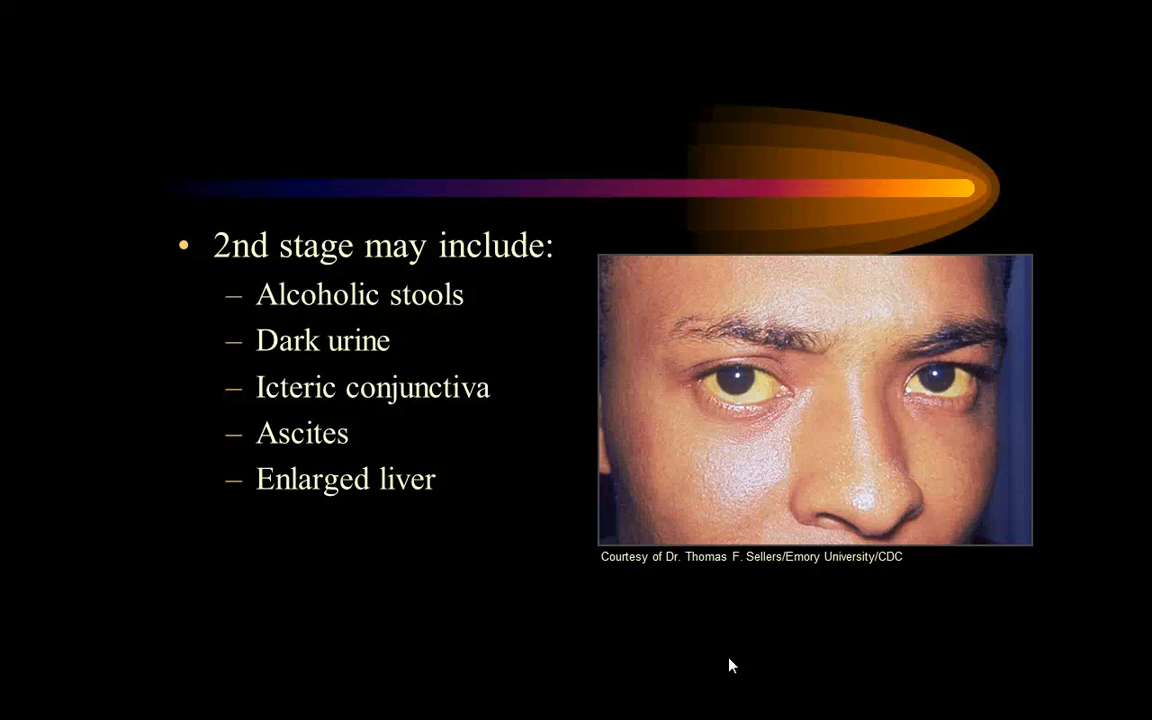 • 2nd stage may include:
– Alcoholic stools
– Dark urine
– Icteric conjunctiva
– Ascites
– Enlarged liver
Courtesy of Dr. Thomas F. Sellers/Emory University/CDC